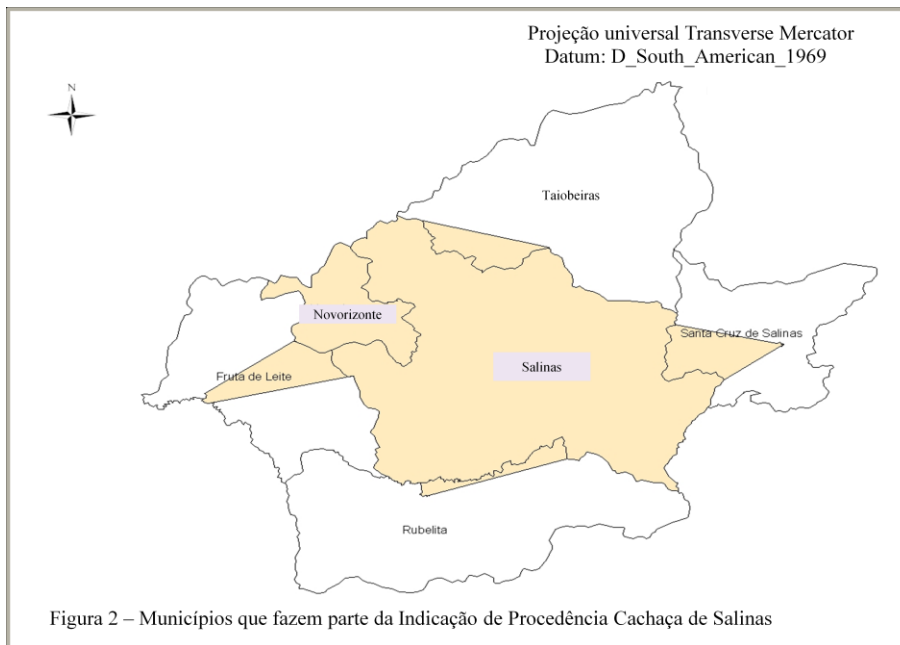 Projeção universal Transverse Mercator
Datum: D_South_American_1969
N
Taiobeiras
Novorizonte
Santa Cruz de Salinas
Salinas
Fruta de Leite
Rubelita
Figura 2 – Municípios que fazem parte da Indicação de Procedência Cachaça de Salinas